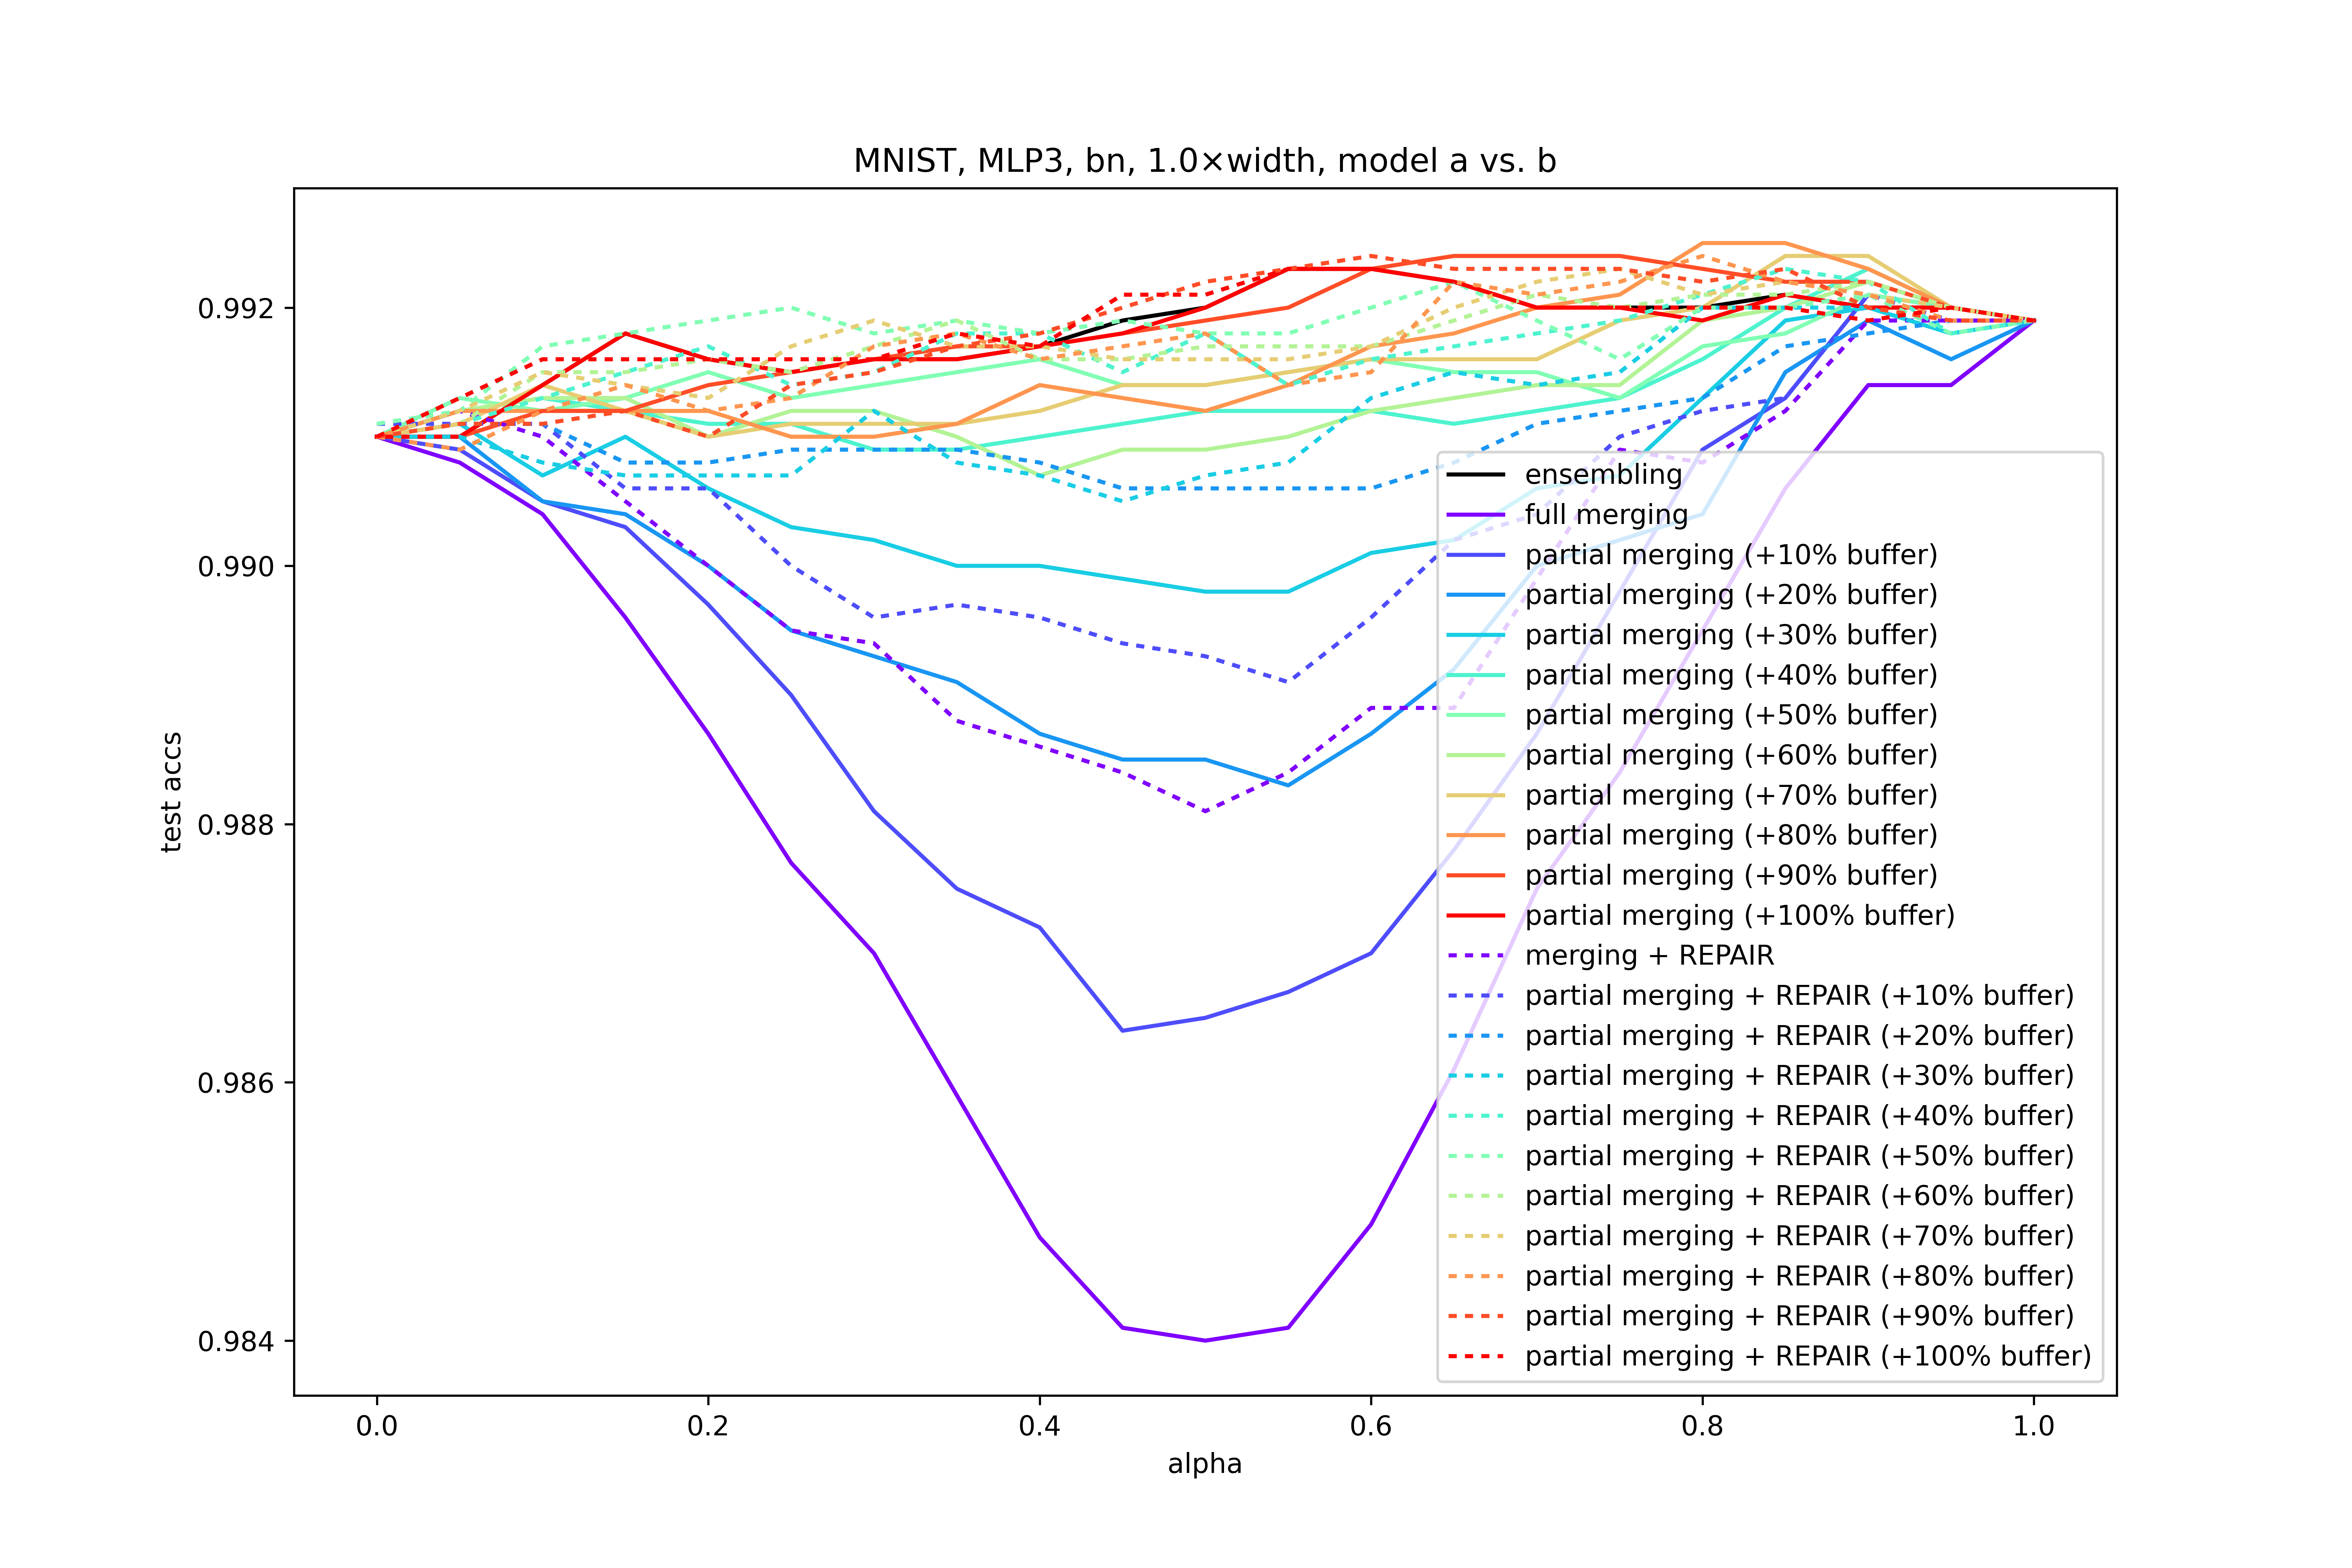 MNIST, MLP3, bn, 1.0×width, model a vs. b
0.992
0.990
0.988
0.986
0.984
test accs
ensembling
full merging
partial merging (+10% buffer)
partial merging (+20% buffer)
partial merging (+30% buffer)
partial merging (+40% buffer)
partial merging (+50% buffer)
partial merging (+60% buffer)
partial merging (+70% buffer)
partial merging (+80% buffer)
partial merging (+90% buffer)
partial merging (+100% buffer)
merging + REPAIR
partial merging + REPAIR (+10% buffer)
partial merging + REPAIR (+20% buffer)
partial merging + REPAIR (+30% buffer)
partial merging + REPAIR (+40% buffer)
partial merging + REPAIR (+50% buffer)
partial merging + REPAIR (+60% buffer)
partial merging + REPAIR (+70% buffer)
partial merging + REPAIR (+80% buffer)
partial merging + REPAIR (+90% buffer)
partial merging + REPAIR (+100% buffer)
0.0 0.2 0.4 0.6 0.8 1.0
alpha